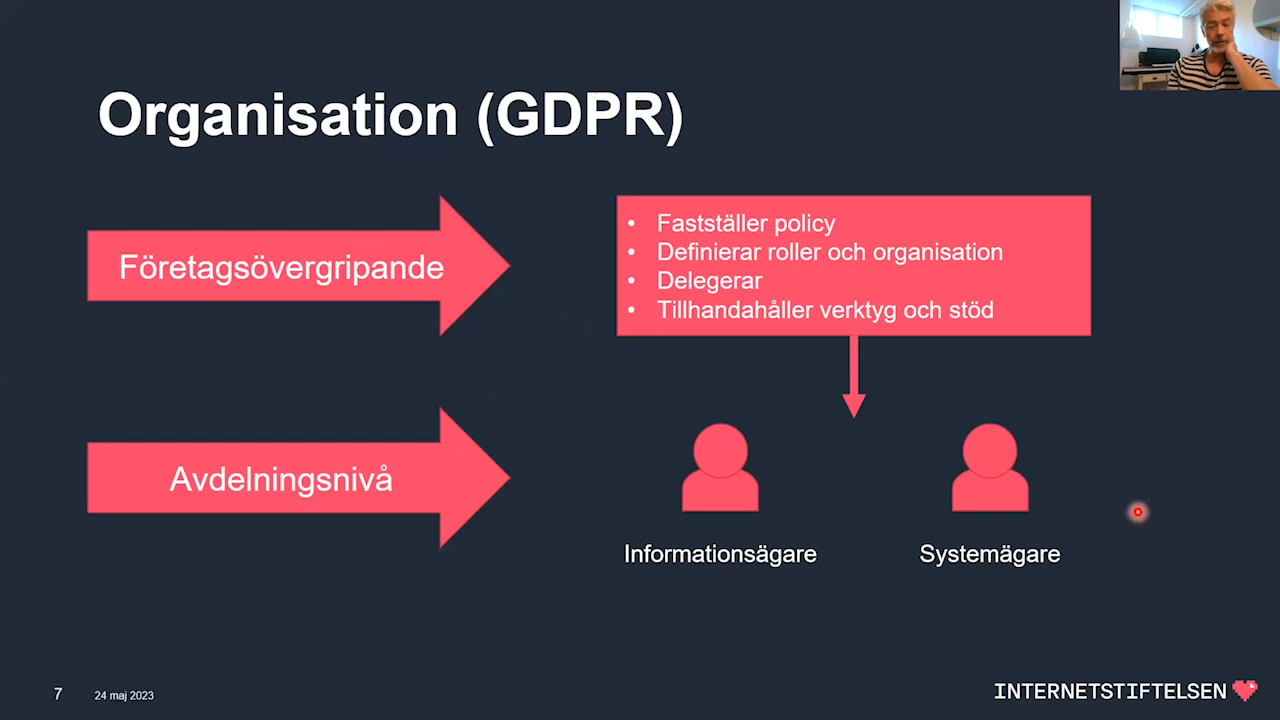 Organisation (GDPR)
Företagsövergripande
• Fastställer policy
• Definierar roller och organisation
• Delegerar
• Tillhandahåller verktyg och stöd
Avdelningsnivå
Informationsägare
Systemägare
7
24 maj 2023
INTERNETSTIFTELSEN